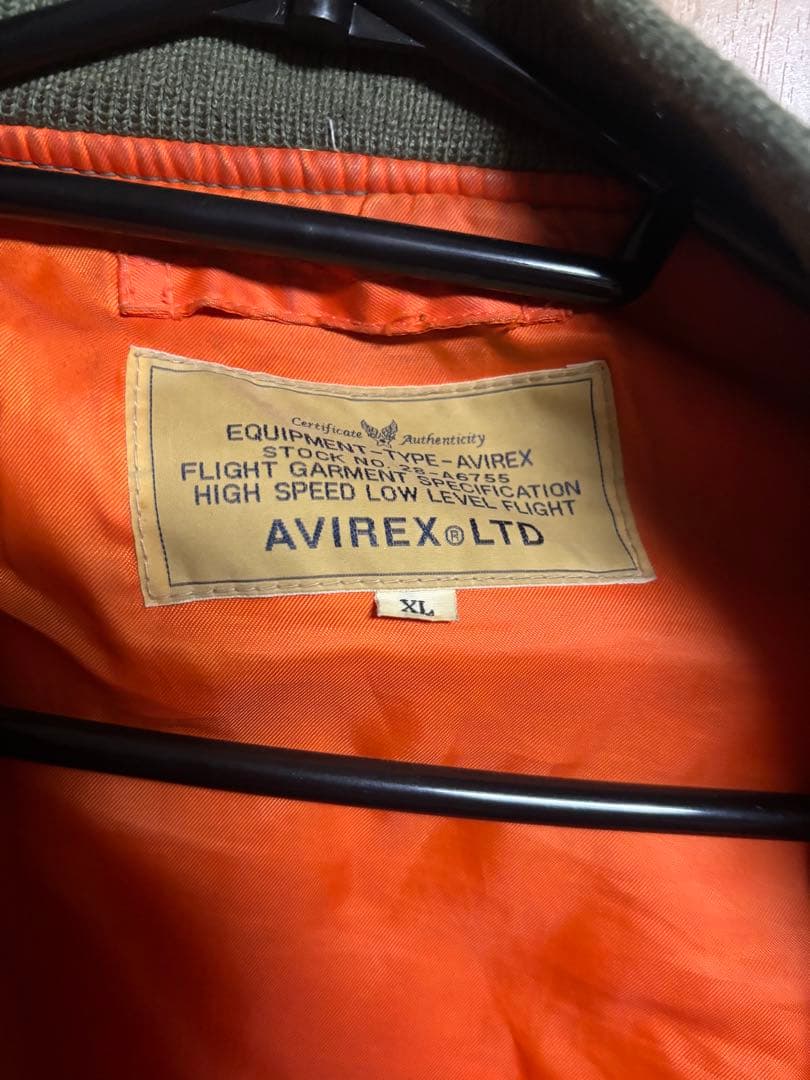 Certificate Authenticity
EQUIPMENT-TYPE-AVIREX
STOCK NO. 28-A6755
FLIGHT GARMENT SPECIFICATION
HIGH SPEED LOW LEVEL FLIGHT
AVIREX® LTD
XL